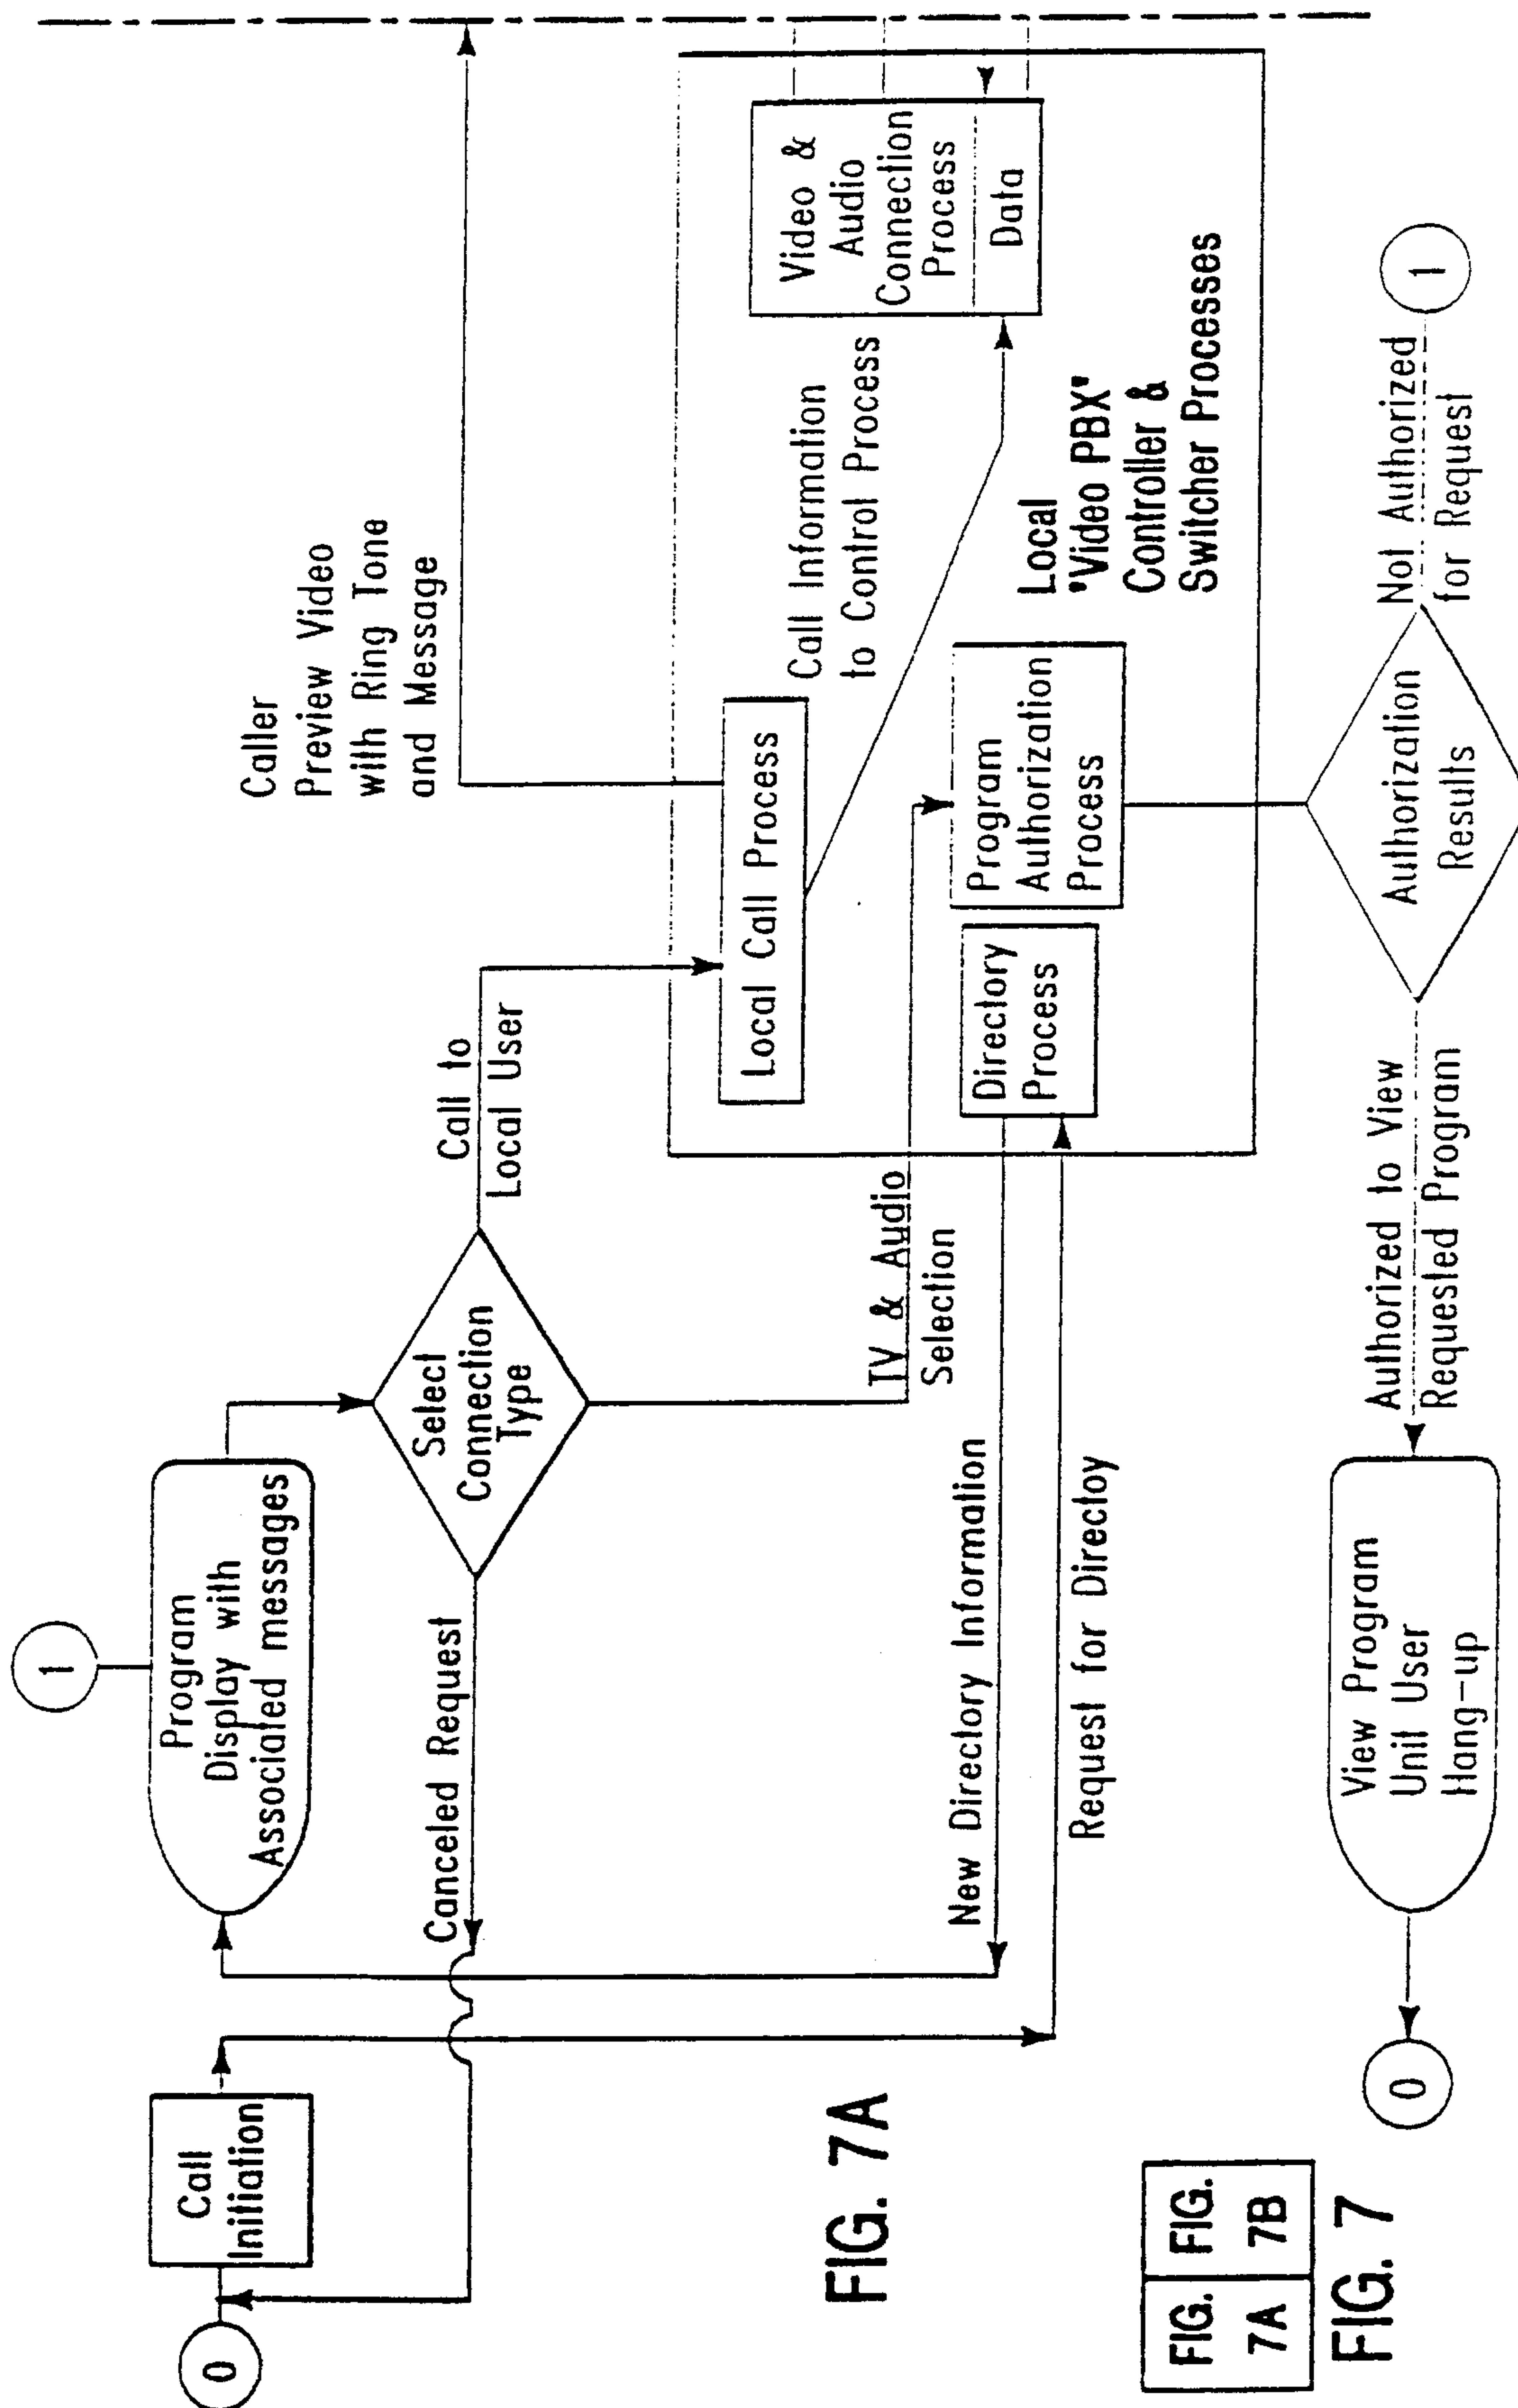 0
Call
Initiation
1
Program
Display with
Associated messages
Select
Connection
Type
Canceled Request
Call to
Local User
Caller
Preview Video
with Ring Tone
and Message
Local Call Process
Call Information
to Control Process
Video &
Audio
Connection
Process
Data
TV & Audio
Selection
New Directory Information
Request for Directoy
Directory
Process
Program
Authorization
Process
Local
"Video PBX"
Controller &
Switcher Processes
Authorization
Results
Not Authorized
for Request
1
Authorized to View
Requested Program
View Program
Unit User
Hang-up
0
FIG. 7A
FIG.
7A
FIG.
7B
FIG. 7